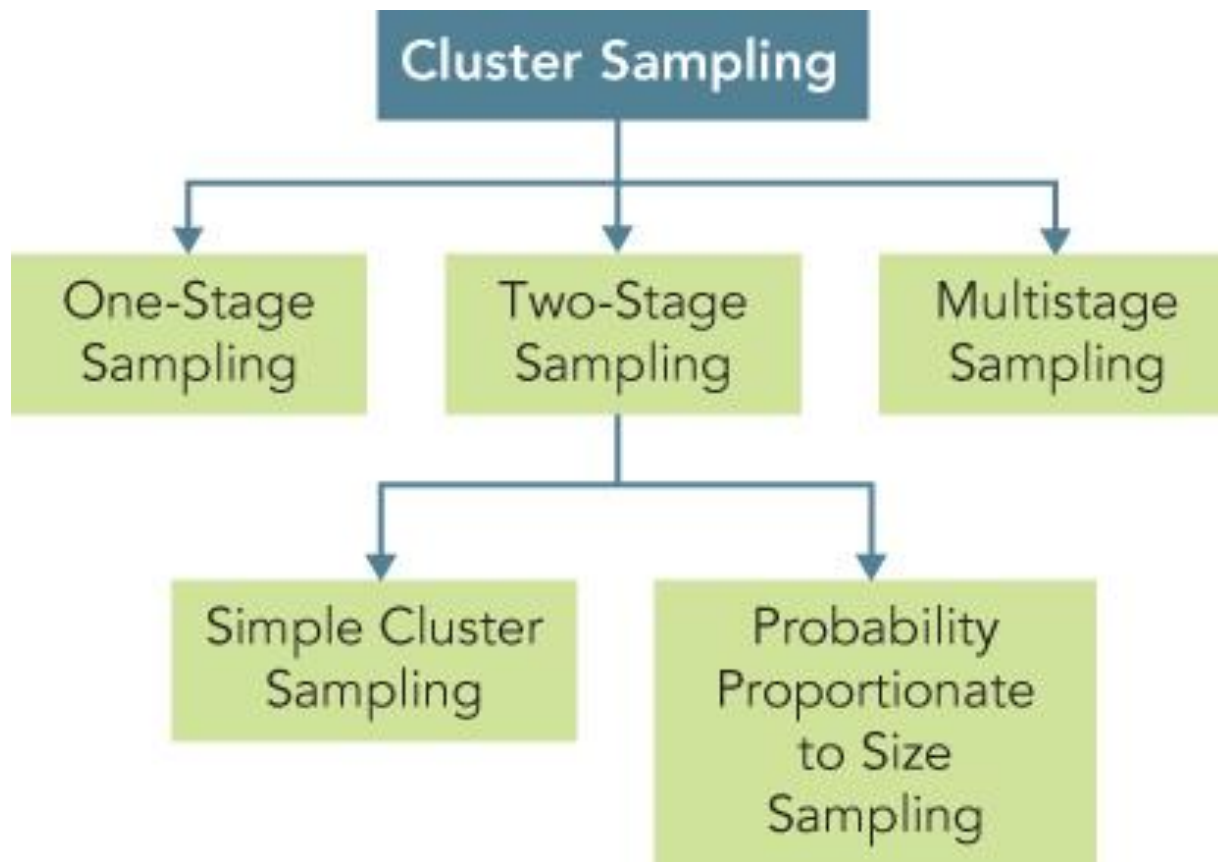 Cluster Sampling
One-Stage
Sampling
Two-Stage
Sampling
Multistage
Sampling
Simple Cluster
Sampling
Probability
Proportionate
to Size
Sampling